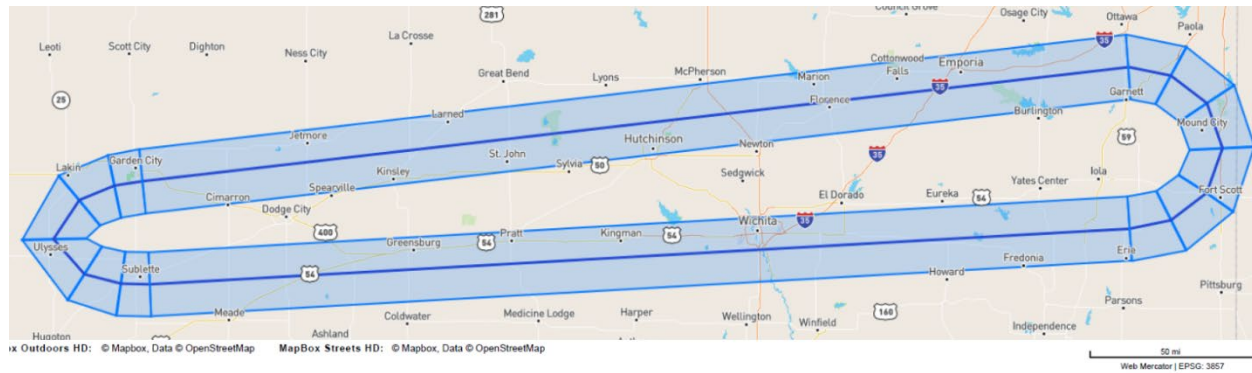 281
Council Grove
Osage City
Ottawa
Paola
Leoti
Scott City
Dighton
Ness City
La Crosse
35
Great Bend
Lyons
McPherson
Marion
Cottonwood
Falls
Emporia
35
Garnett
25
Jetmore
Larned
Florence
Burlington
Mound City
Lakin
Garden City
Hutchinson
Newton
59
St. John
Sylvia
50
35
Kinsley
Sedgwick
Iola
Cimarron
Spearville
El Dorado
Eureka
54
Yates Center
Fort Scott
Dodge City
400
Wichita
35
Ulysses
Greensburg
54
Pratt
Kingman
54
Sublette
54
Fredonia
Erie
Howard
Pittsburg
Meade
Coldwater
Medicine Lodge
Harper
Wellington
Winfield
160
Parsons
Hugoton
Ashland
Independence
x Outdoors HD: © Mapbox, Data © OpenStreetMap MapBox Streets HD: © Mapbox, Data © OpenStreetMap
50 mi
Web Mercator | EPSG: 3857